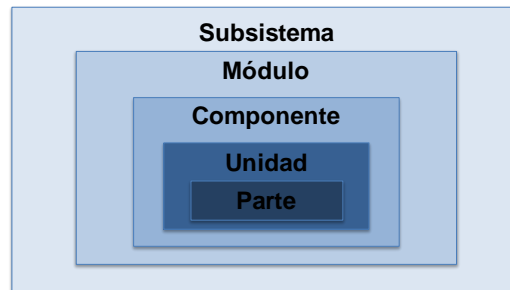 Subsistema
Módulo
Componente
Unidad
Parte